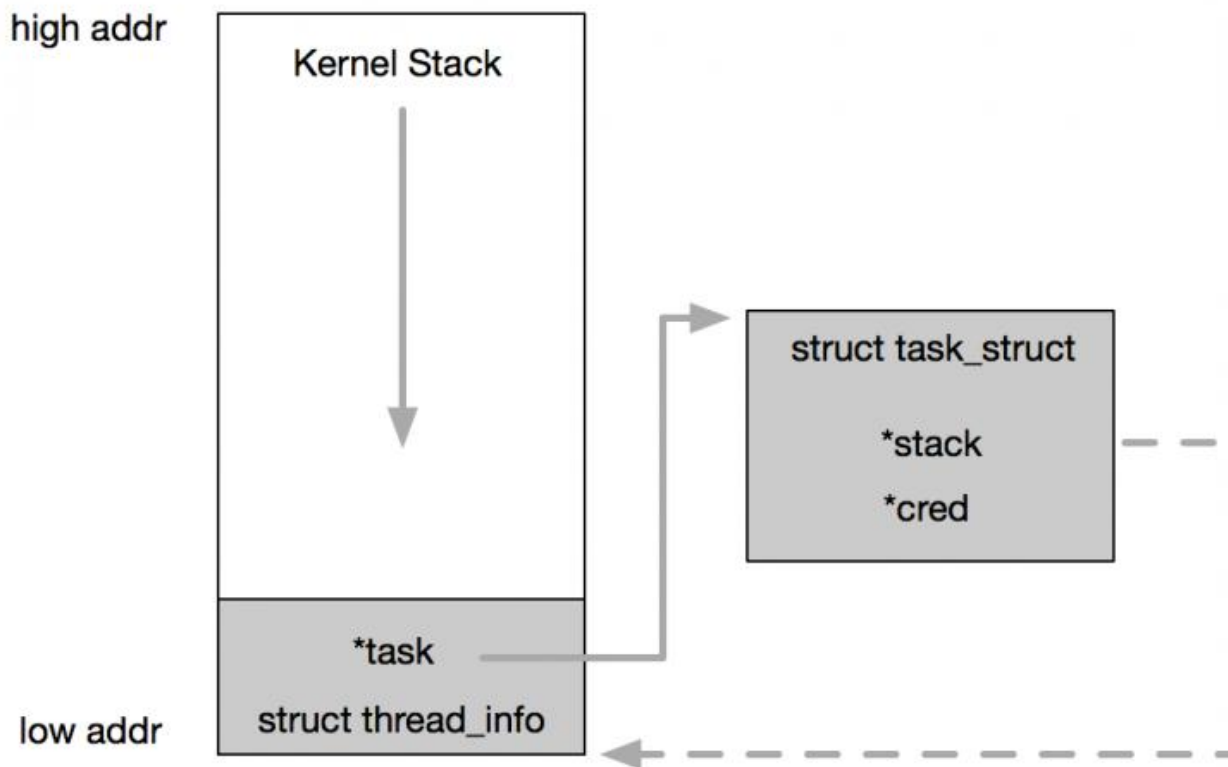 high addr
Kernel Stack
struct task_struct
*stack
*cred
*task
struct thread_info
low addr